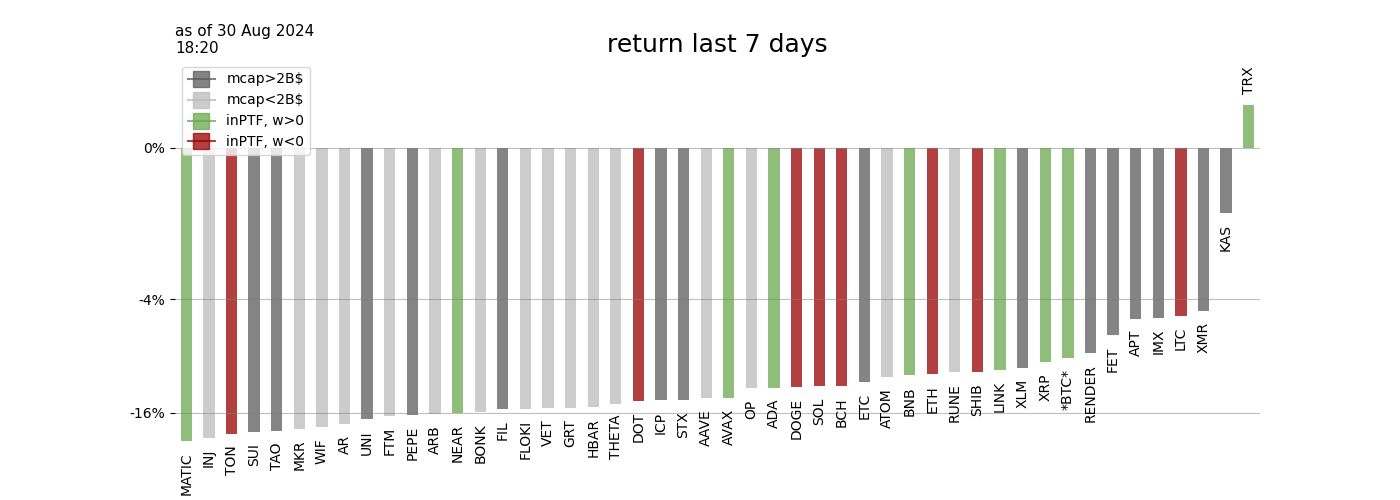 as of 30 Aug 2024
18:20
return last 7 days
mcap>2B$
mcap<2B$
inPTF, w>0
inPTF, w<0
0%
-4%
-16%
MATIC
INJ
TON
SUI
TAO
MKR
WIF
AR
UNI
FTM
PEPE
ARB
NEAR
BONK
FIL
FLOKI
VET
GRT
HBAR
THETA
DOT
ICP
STX
AAVE
AVAX
OP
ADA
DOGE
SOL
BCH
ETC
ATOM
BNB
ETH
RUNE
SHIB
LINK
XLM
XRP
*BTC*
RENDER
FET
APT
IMX
LTC
XMR
KAS
TRX